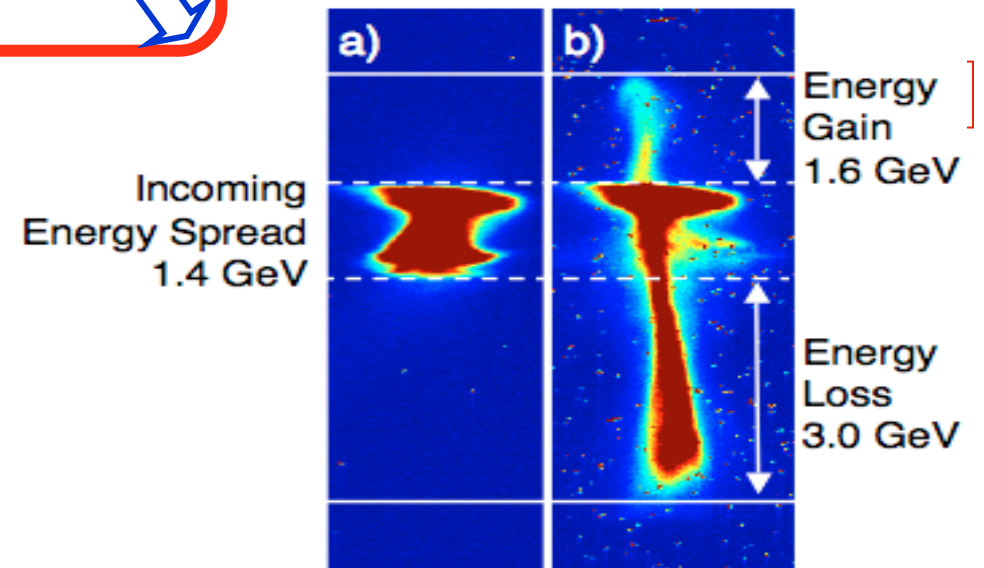 a)
b)
Energy
Gain
1.6 GeV
Incoming
Energy Spread
1.4 GeV
Energy
Loss
3.0 GeV